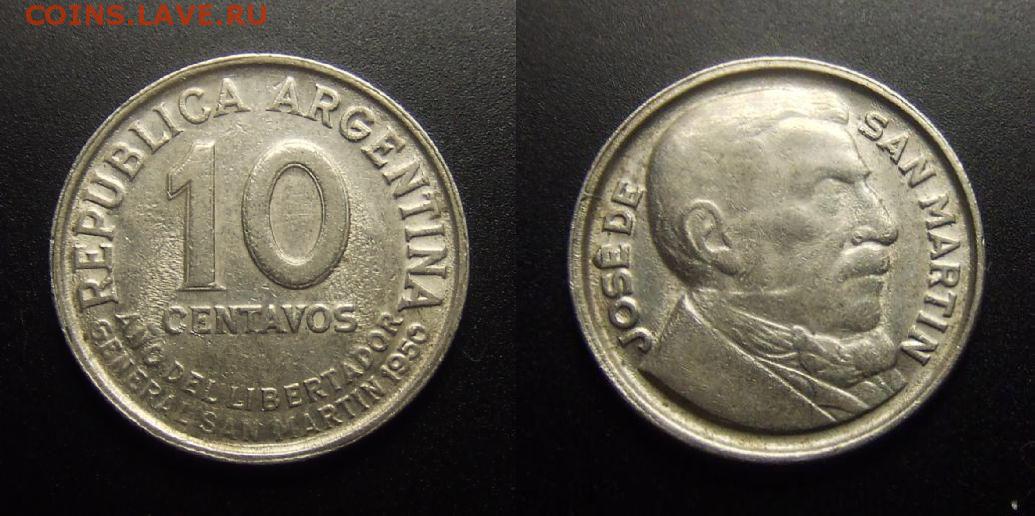 COINS.LAVE.RU
REPUBLICA ARGENTINA
10
CENTAVOS
AÑO DEL LIBERTADOR
GENERAL SAN MARTIN 1950
JOSÉ DE SAN MARTIN